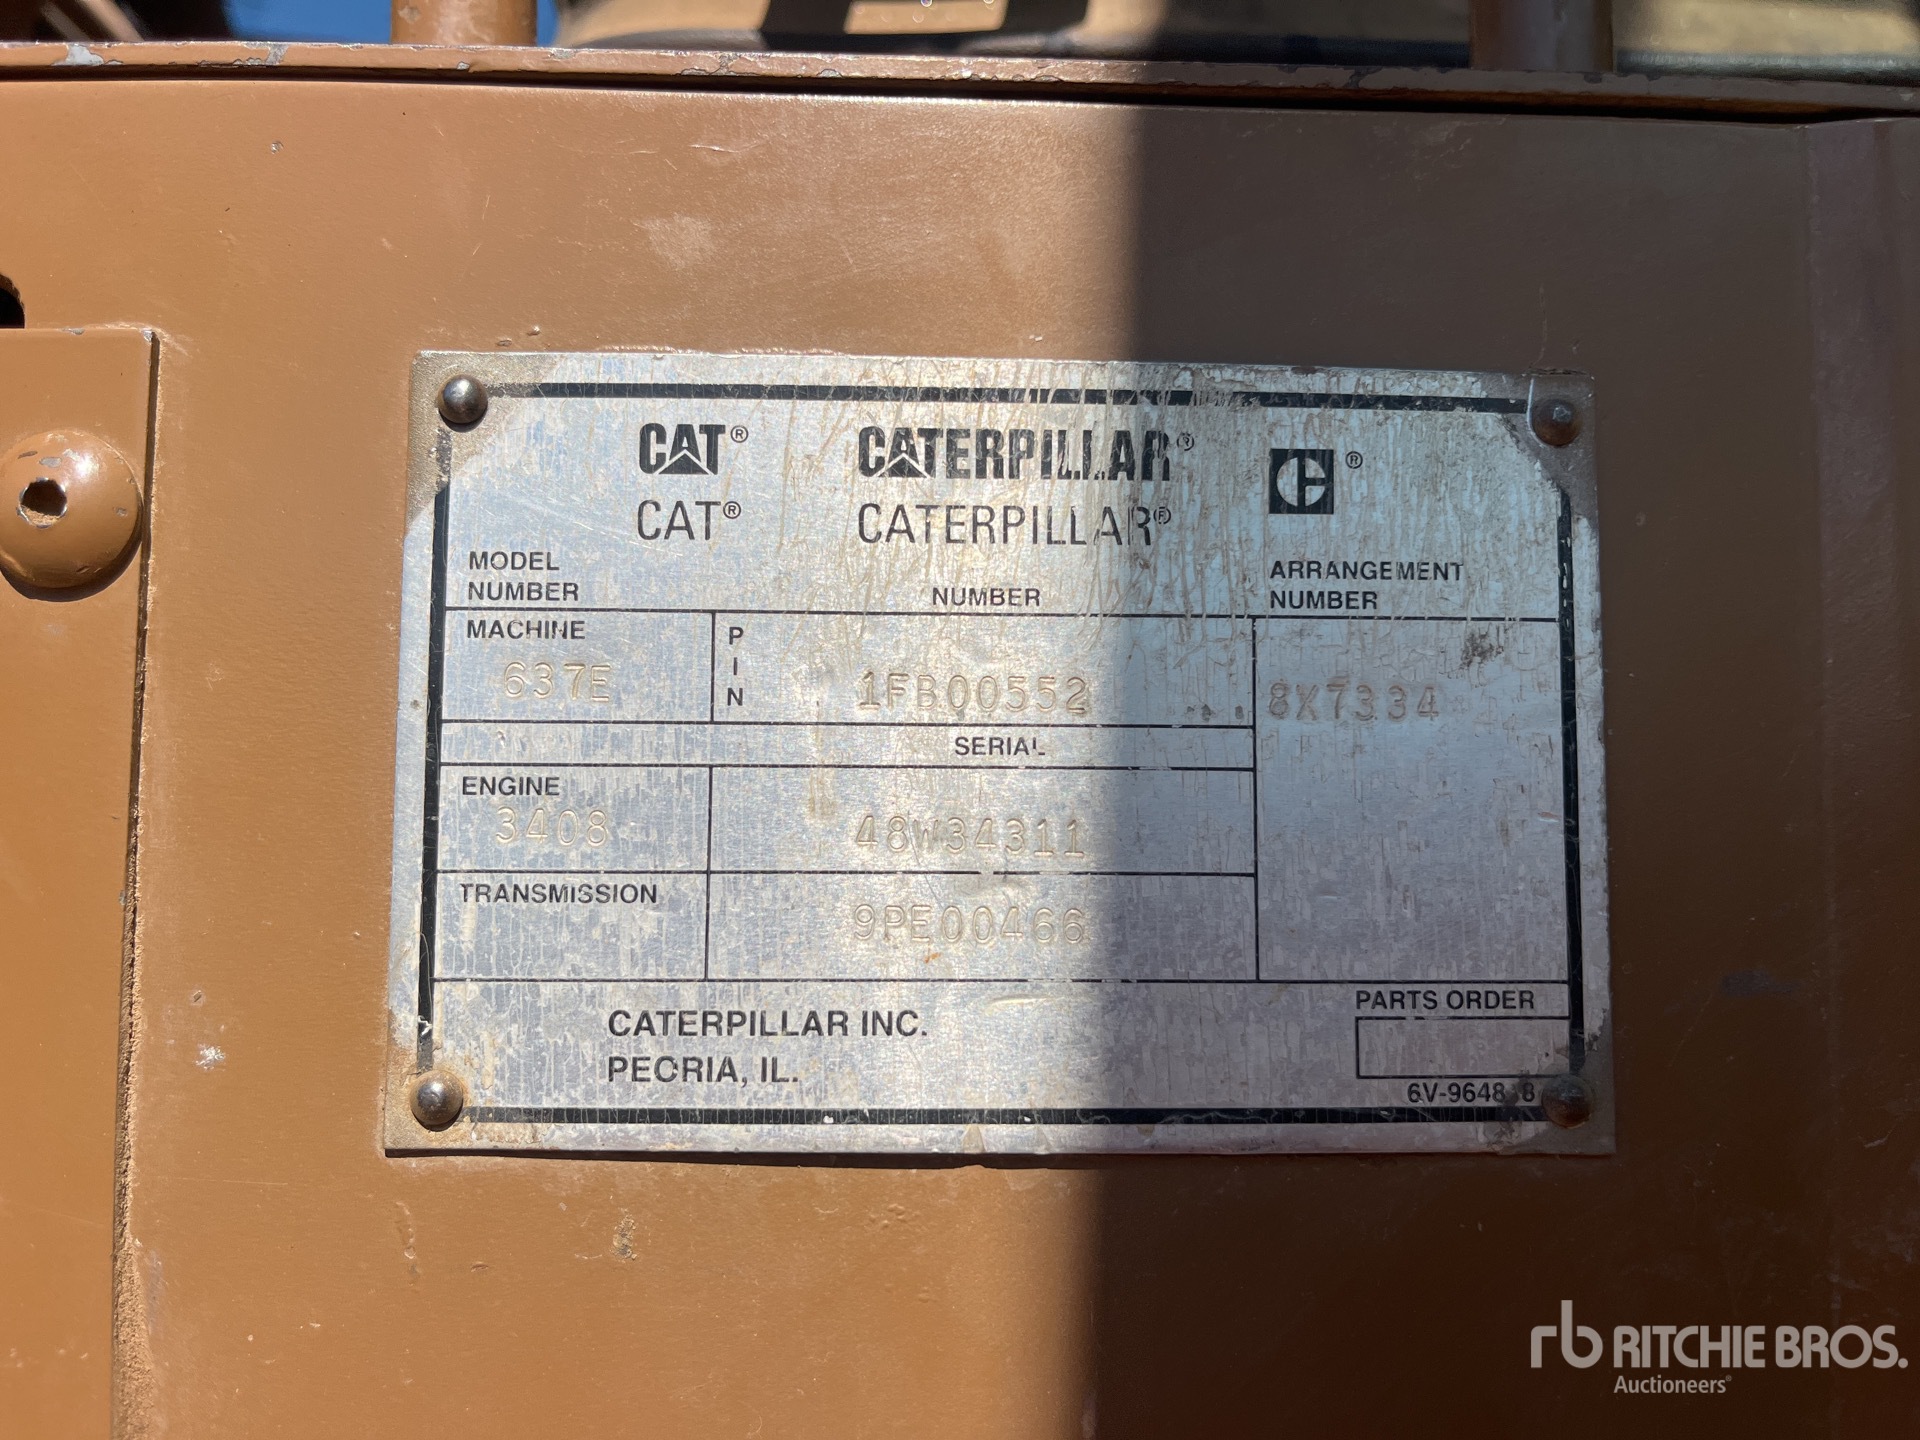 CAT® CATERPILLAR®
CAT® CATERPILLAR®
MODEL NUMBER
NUMBER
ARRANGEMENT NUMBER
MACHINE
637E
PIN
1FB00552
8X7334
SERIAL
ENGINE
3408
48W34311
TRANSMISSION
9PE00466
CATERPILLAR INC.
PEORIA, IL.
PARTS ORDER
rb RITCHIE BROS.
Auctioneers